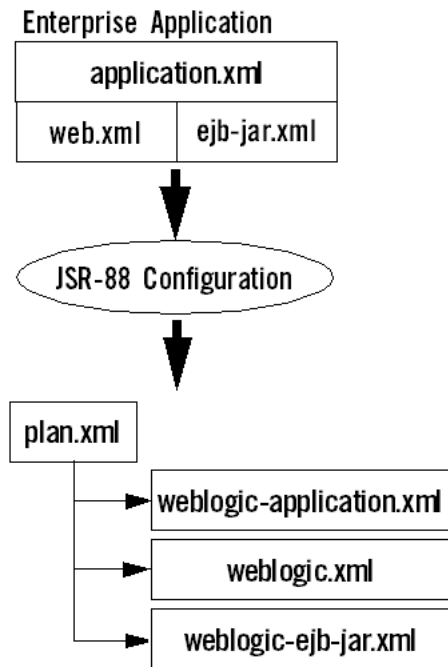 Enterprise Application
application.xml
web.xml
ejb-jar.xml
JSR-88 Configuration
plan.xml
weblogic-application.xml
weblogic.xml
weblogic-ejb-jar.xml